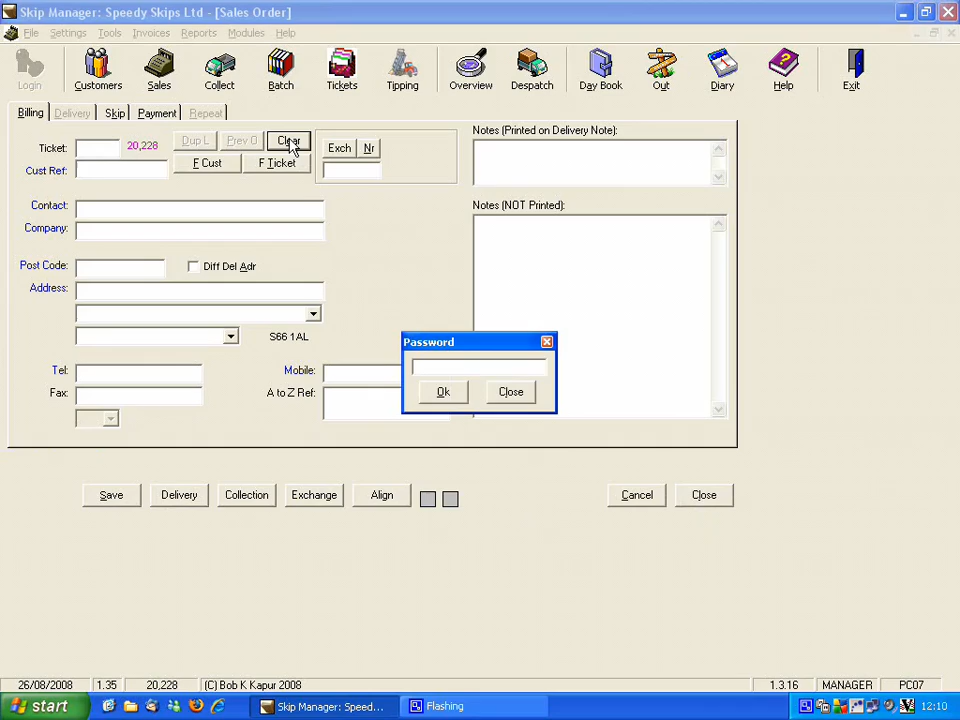 Skip Manager: Speedy Skips Ltd - [Sales Order]
File Settings Tools Invoices Reports Modules Help
Login Customers Sales Collect Batch Tickets Tipping Overview Despatch Day Book Out Diary Help Exit
Billing Delivery Skip Payment Repeat
Ticket: 20,228 Dup L Prev O Clear Exch Nr
Cust Ref: F Cust F Ticket
Notes (Printed on Delivery Note):
Contact:
Company:
Notes (NOT Printed):
Post Code: Diff Del Adr
Address:
S66 1AL
Password
Ok Close
Tel: Mobile:
Fax: A to Z Ref:
Save Delivery Collection Exchange Align Cancel Close
26/08/2008 1.35 20,228 (C) Bob K Kapur 2008 1.3.16 MANAGER PC07
start Skip Manager: Speed... Flashing 12:10